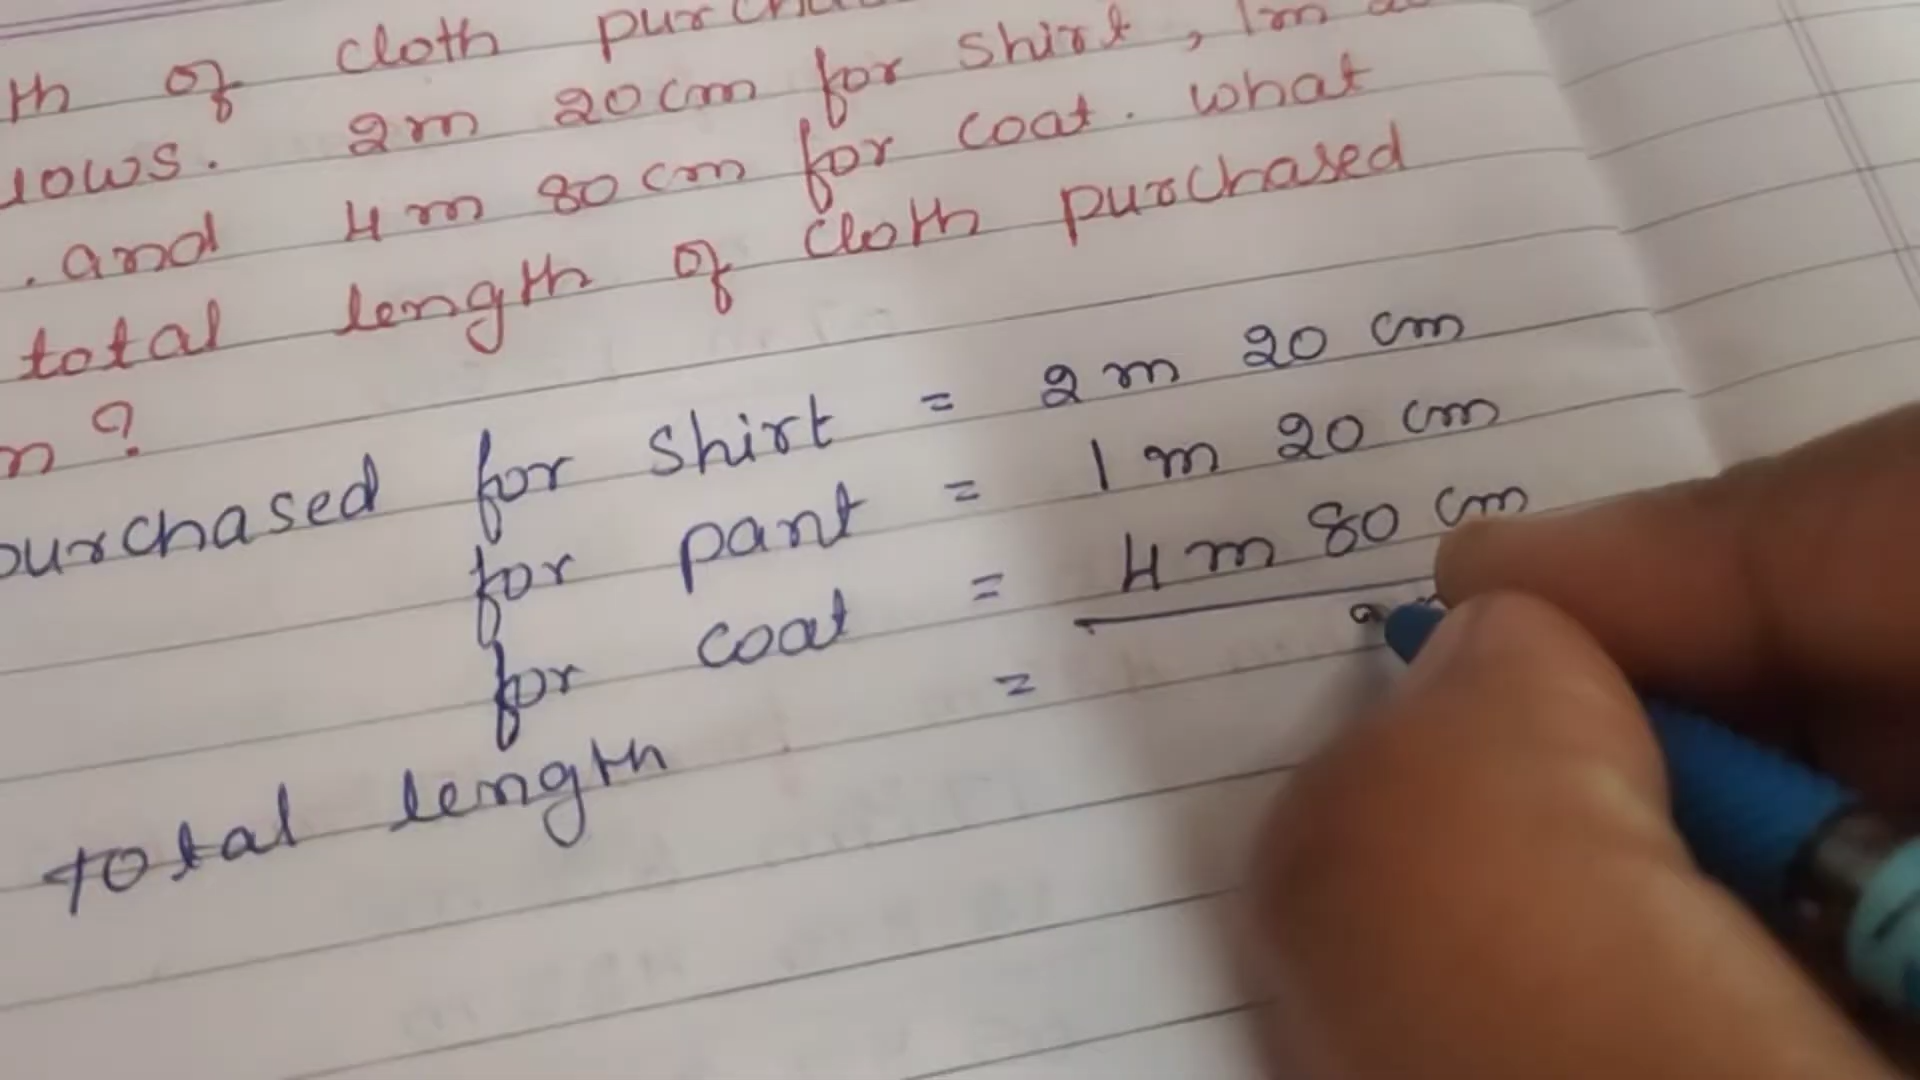 th of cloth
lows. 2m 20cm for shirt, 1m
. and 4m 80cm for coat. what
total length of cloth purchased
?
purchased for shirt = 2m 20 cm
for pant = 1m 20 cm
for coat = 4m 80 cm
total length =